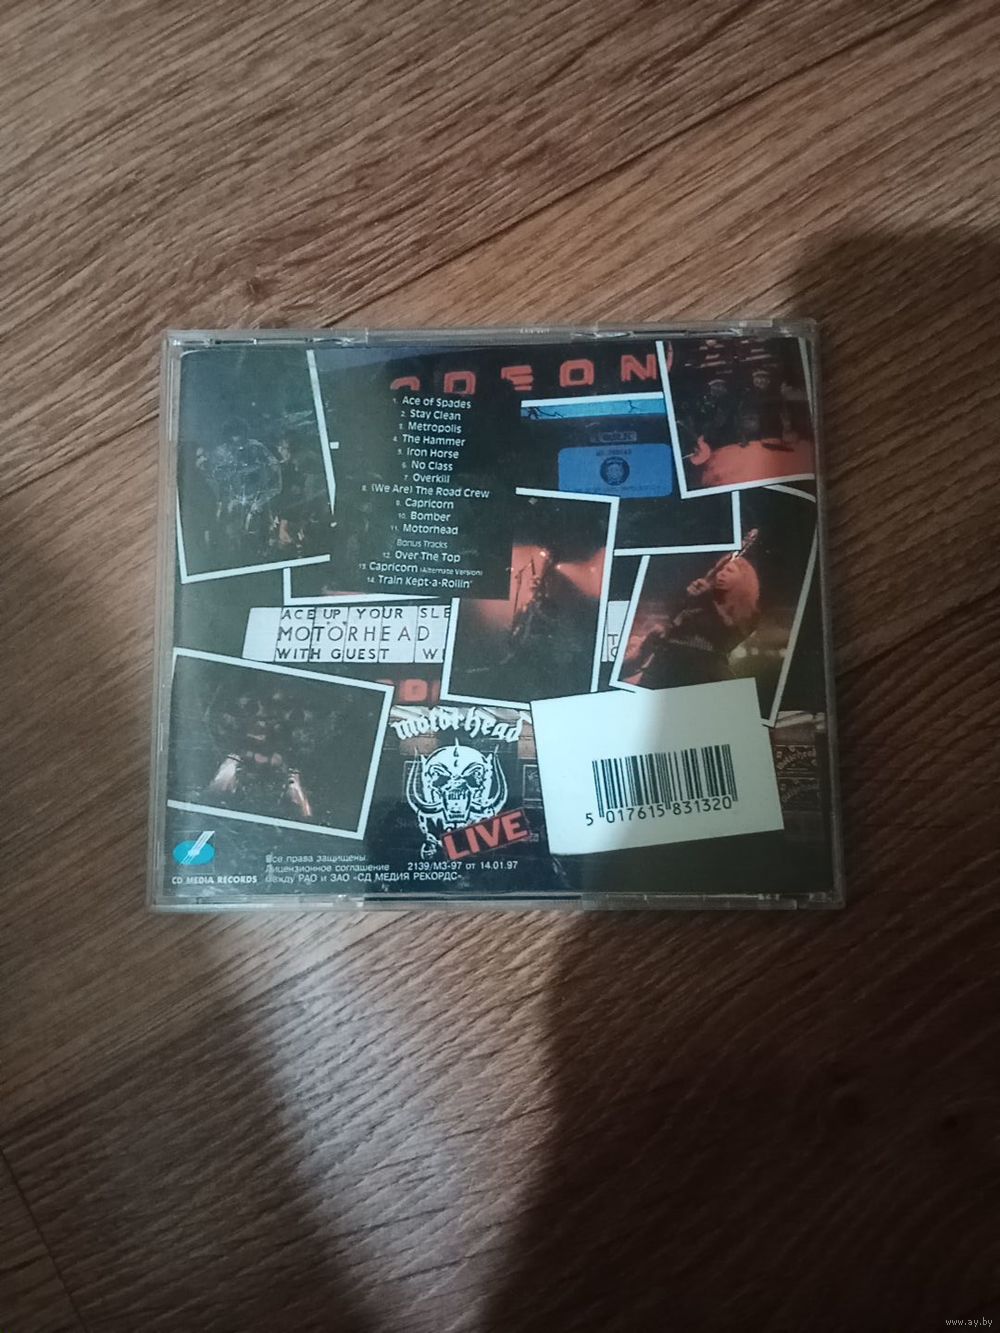 ODEON
1. Ace of Spades
2. Stay Clean
3. Metropolis
4. The Hammer
5. Iron Horse
6. No Class
7. Overkill
8. (We Are) The Road Crew
9. Capricorn
10. Bomber
11. Motorhead
Bonus Tracks
12. Over The Top
13. Capricorn (Alternate Version)
14. Train Kept-a-Rollin'
ACE UP YOUR SLE
MOTÖRHEAD
WITH GUEST WI
motörhead
LIVE
5 017615 831320
CD MEDIA RECORDS
Все права защищены.
Лицензионное соглашение 2139/МЗ-97 от 14.01.97
между РАО и ЗАО «СД МЕДИЯ РЕКОРДС»
www.ay.by